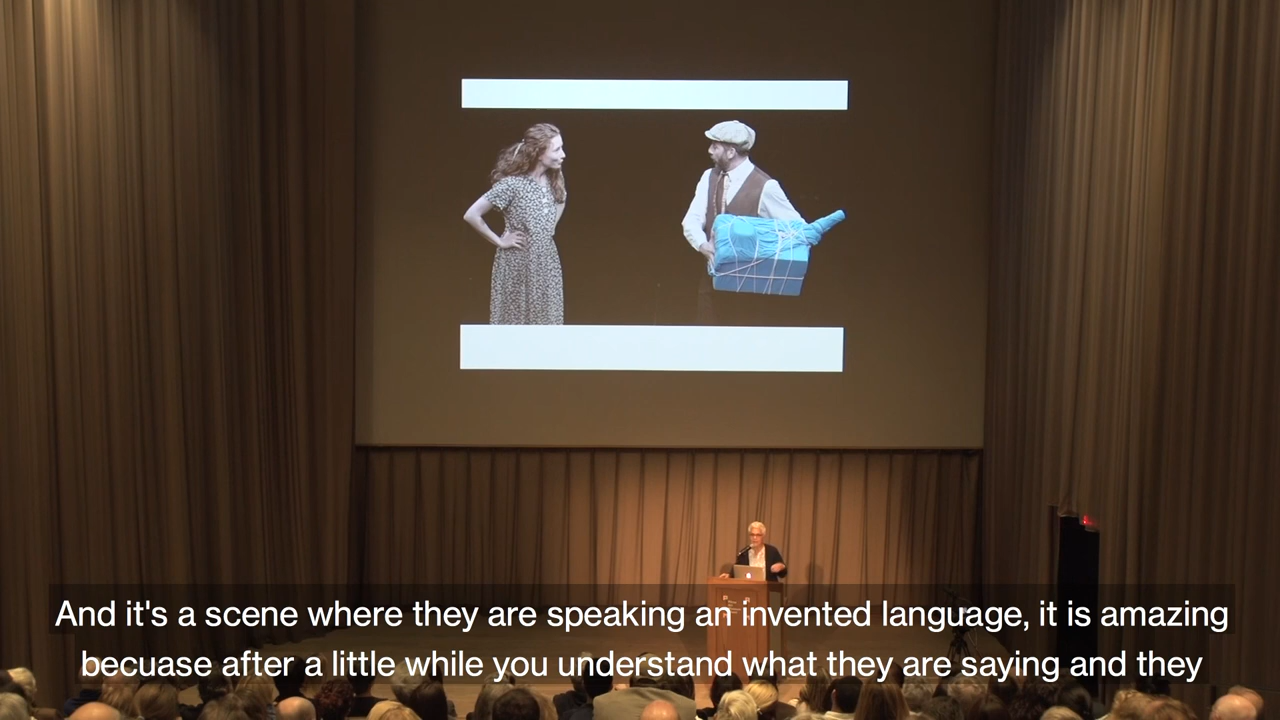 And it's a scene where they are speaking an invented language, it is amazing
becuase after a little while you understand what they are saying and they